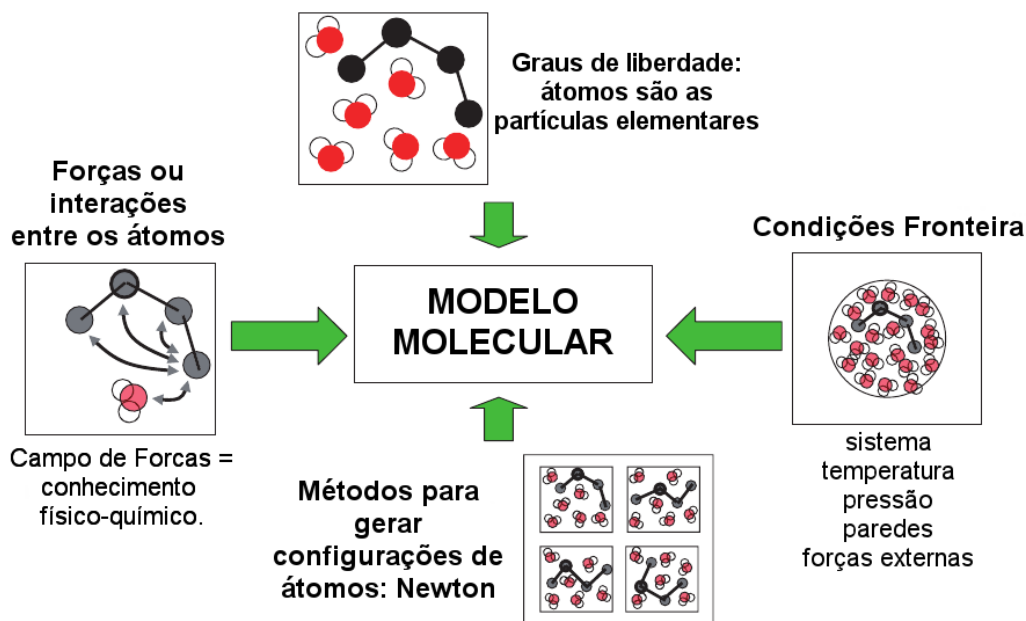 Graus de liberdade:
átomos são as
partículas elementares
Forças ou
interações
entre os átomos
Condições Fronteira
MODELO
MOLECULAR
Campo de Forcas =
conhecimento
físico-químico.
Métodos para
gerar
configurações de
átomos: Newton
sistema
temperatura
pressão
paredes
forças externas